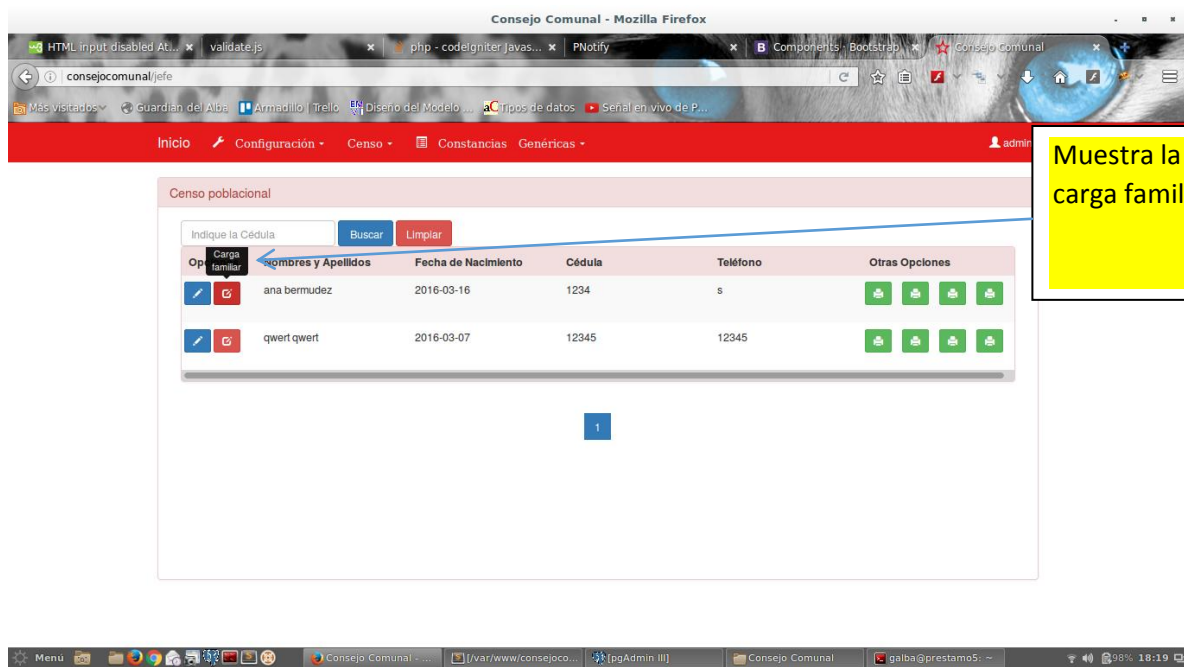 Consejo Comunal - Mozilla Firefox
HTML input disabled At... validate.js php - codeIgniter Javas... PNotify Components · Bootstrap Consejo Comunal
consejocomunal/jefe
Más visitados Guardian del Alba Armadillo | Trello Diseño del Modelo ... Tipos de datos Señal en vivo de P...
Inicio Configuración Censo Constancias Genéricas admin
Muestra la
carga famil
Censo poblacional
Indique la Cédula Buscar Limpiar
Carga
familiar
Nombres y Apellidos Fecha de Nacimiento Cédula Teléfono Otras Opciones
ana bermudez 2016-03-16 1234 s
qwert qwert 2016-03-07 12345 12345
1
Menú Consejo Comunal - ... [/var/www/consejoco... [pgAdmin III] Consejo Comunal galba@prestamo5: ~ 98% 18:19